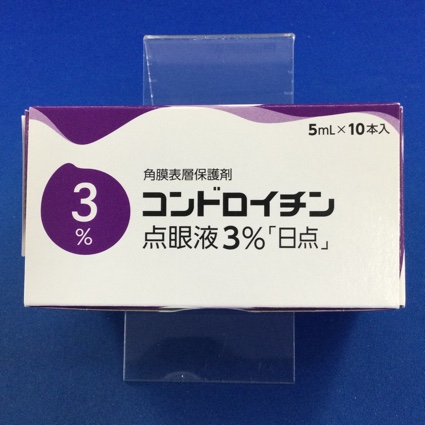 5mL×10本入
角膜表層保護剤
3
%
コンドロイチン
点眼液3%「日点」